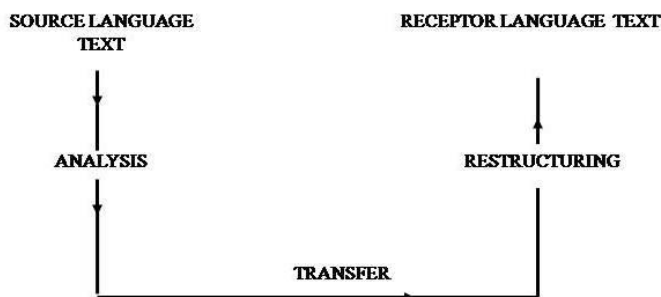 SOURCE LANGUAGE
TEXT
RECEPTOR LANGUAGE TEXT
ANALYSIS
RESTRUCTURING
TRANSFER